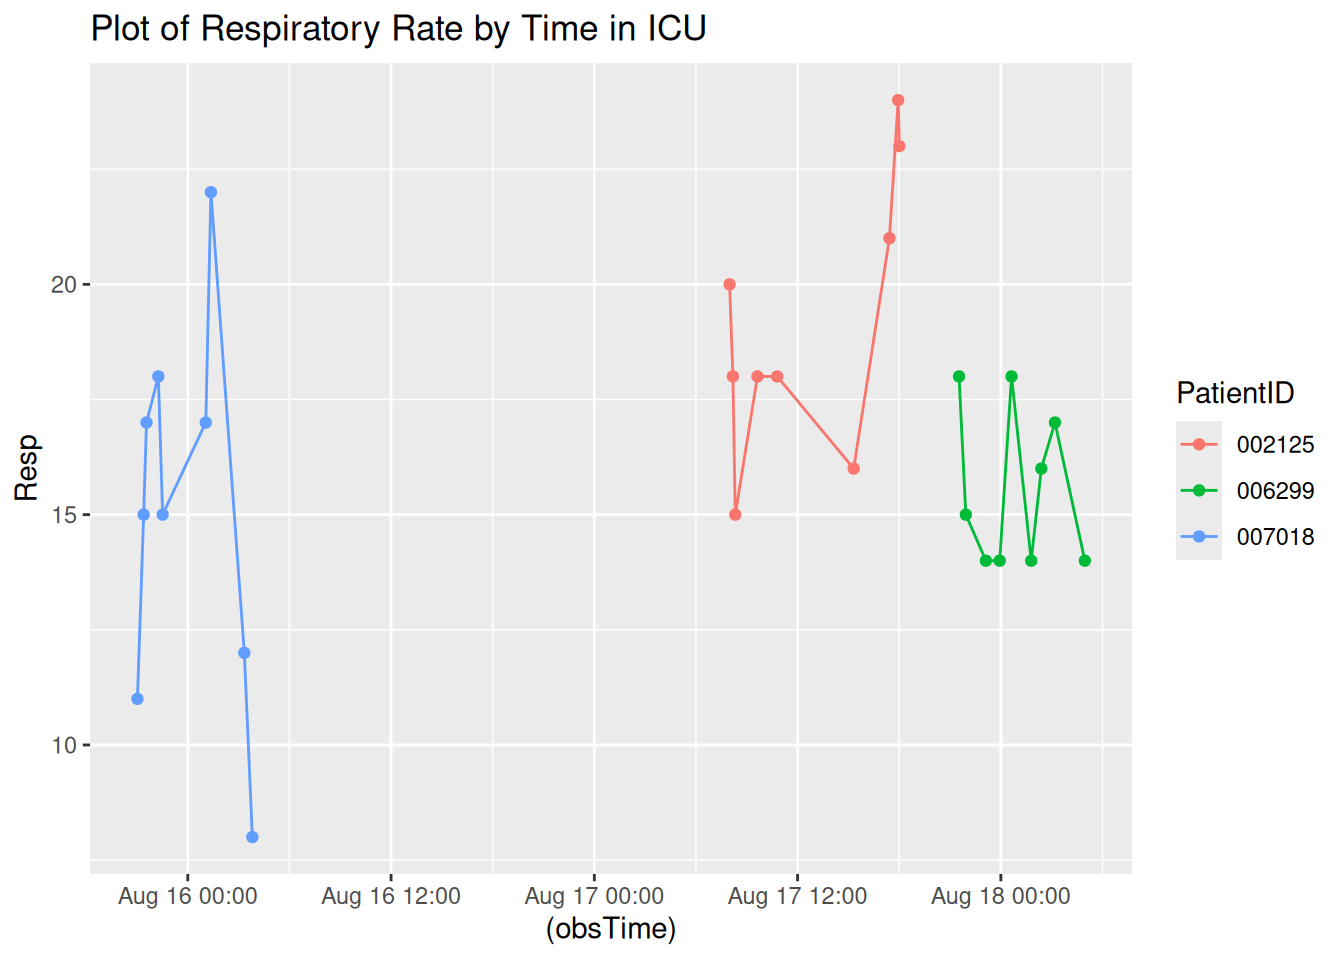 Plot of Respiratory Rate by Time in ICU
Resp
20
15
10
Aug 16 00:00
Aug 16 12:00
Aug 17 00:00
Aug 17 12:00
Aug 18 00:00
(obsTime)
PatientID
002125
006299
007018